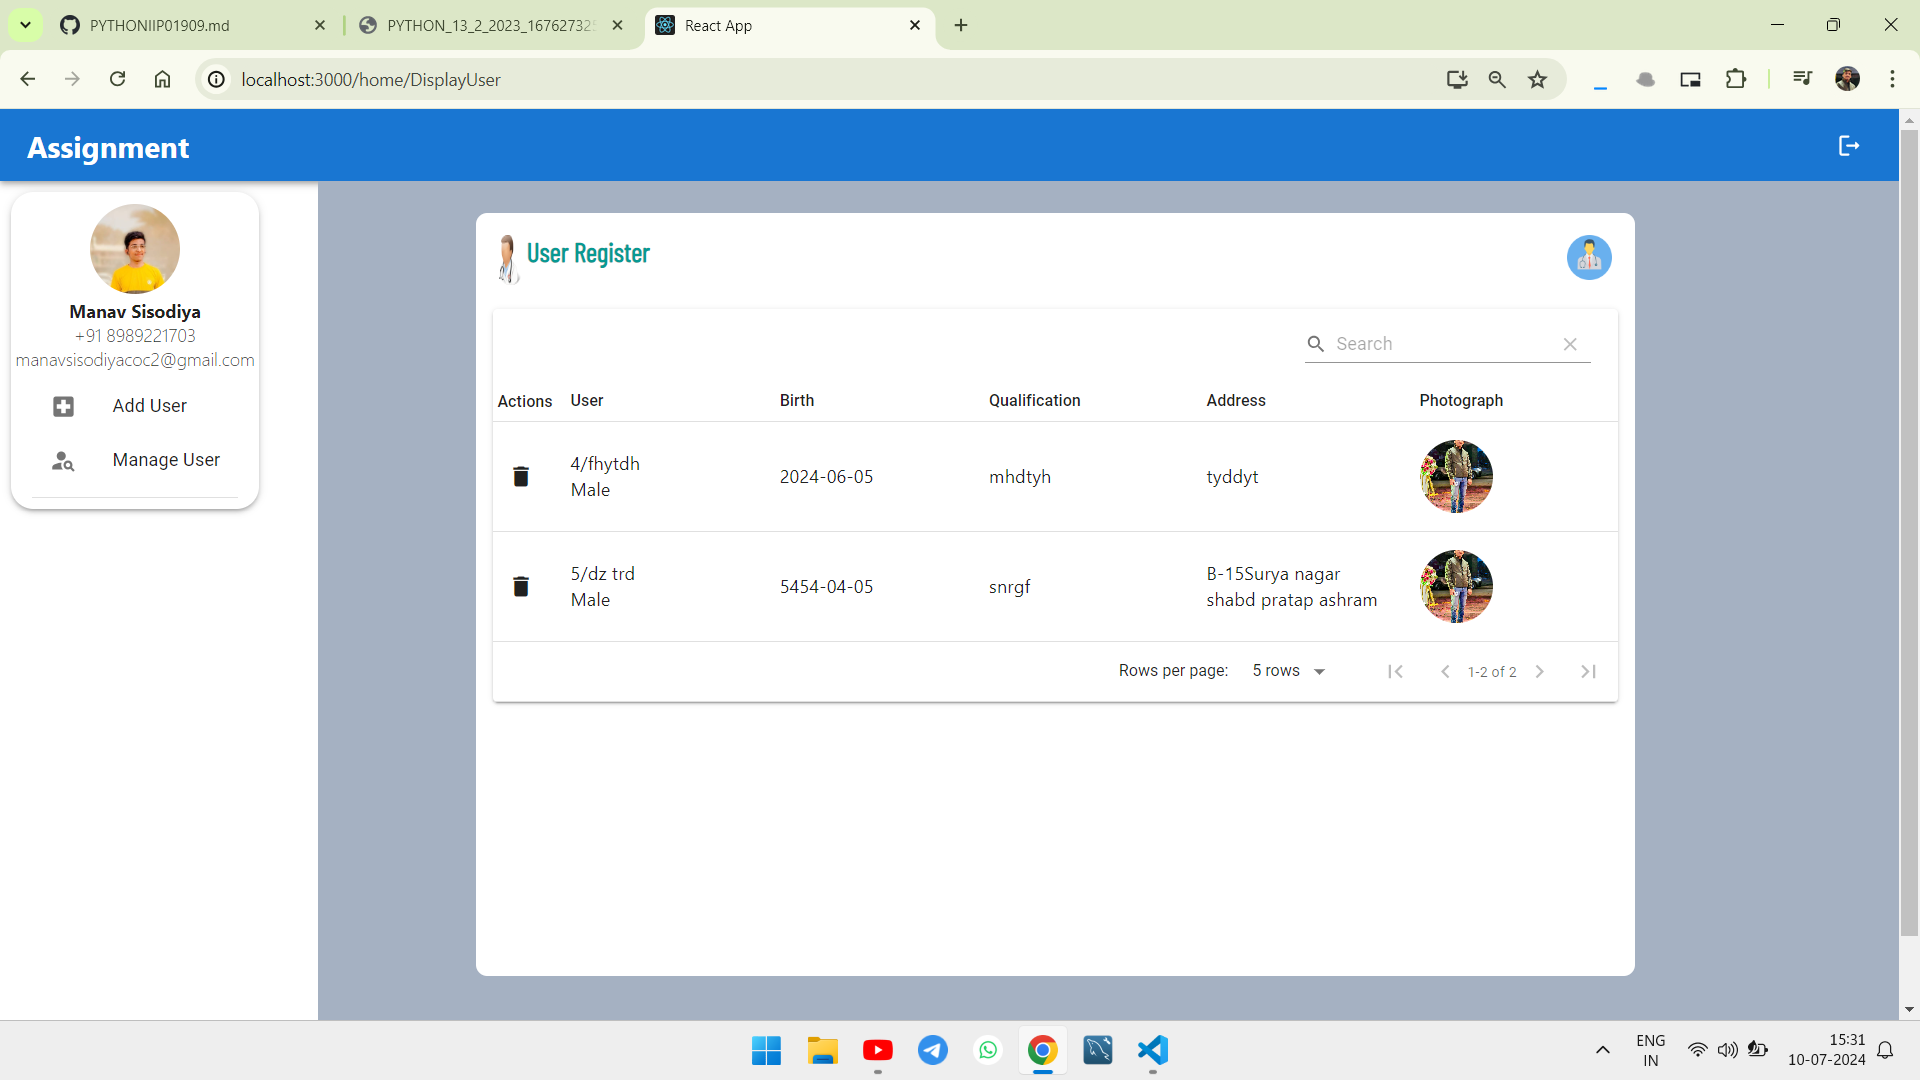 PYTHONIIP01909.md
PYTHON_13_2_2023_167627325
React App
localhost:3000/home/DisplayUser
Assignment
Manav Sisodiya
+91 8989221703
manavsisodiyacoc2@gmail.com
Add User
Manage User
User Register
Search
Actions User Birth Qualification Address Photograph
4/fhytdh
Male
2024-06-05
mhdtyh
tyddyt
5/dz trd
Male
5454-04-05
snrgf
B-15Surya nagar
shabd pratap ashram
Rows per page: 5 rows 1-2 of 2
ENG
IN
15:31
10-07-2024